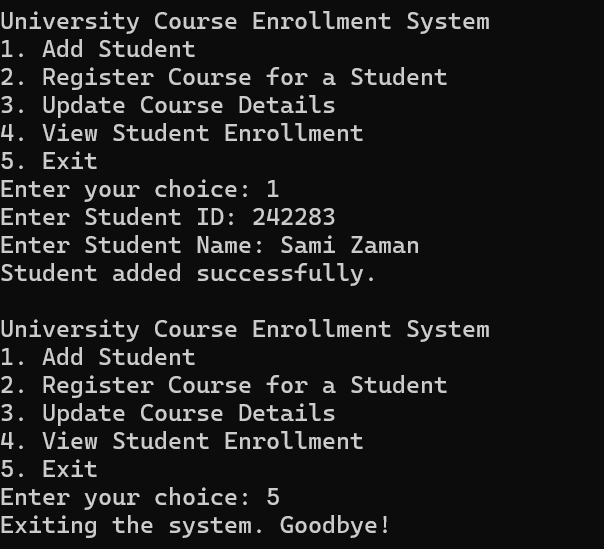 University Course Enrollment System
1. Add Student
2. Register Course for a Student
3. Update Course Details
4. View Student Enrollment
5. Exit
Enter your choice: 1
Enter Student ID: 242283
Enter Student Name: Sami Zaman
Student added successfully.

University Course Enrollment System
1. Add Student
2. Register Course for a Student
3. Update Course Details
4. View Student Enrollment
5. Exit
Enter your choice: 5
Exiting the system. Goodbye!